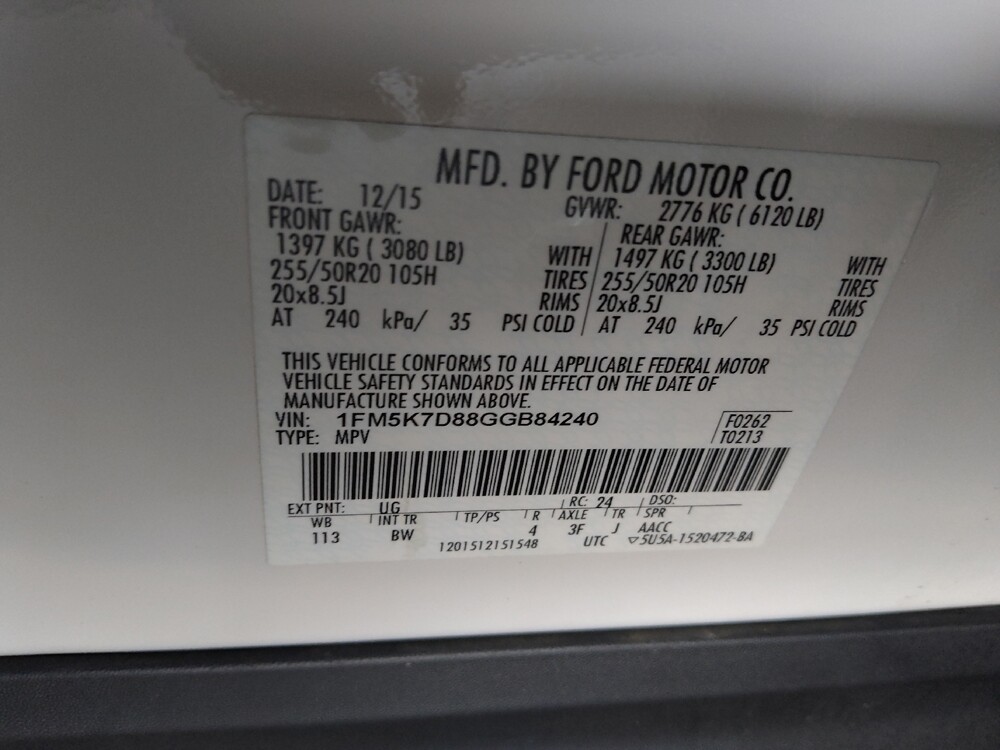 MFD. BY FORD MOTOR CO.
DATE: 12/15 GVWR: 2776 KG ( 6120 LB)
FRONT GAWR: REAR GAWR:
1397 KG ( 3080 LB) WITH 1497 KG ( 3300 LB) WITH
255/50R20 105H TIRES 255/50R20 105H TIRES
20x8.5J RIMS 20x8.5J RIMS
AT 240 kPa/ 35 PSI COLD AT 240 kPa/ 35 PSI COLD
THIS VEHICLE CONFORMS TO ALL APPLICABLE FEDERAL MOTOR
VEHICLE SAFETY STANDARDS IN EFFECT ON THE DATE OF
MANUFACTURE SHOWN ABOVE.
VIN: 1FM5K7D88GGB84240 F0262
TYPE: MPV T0213
EXT PNT: UG RC: 24 DSO:
WB INT TR TP/PS R AXLE TR SPR
113 BW 4 3F J AACC
1201512151548 UTC ▽5U5A-1520472-BA